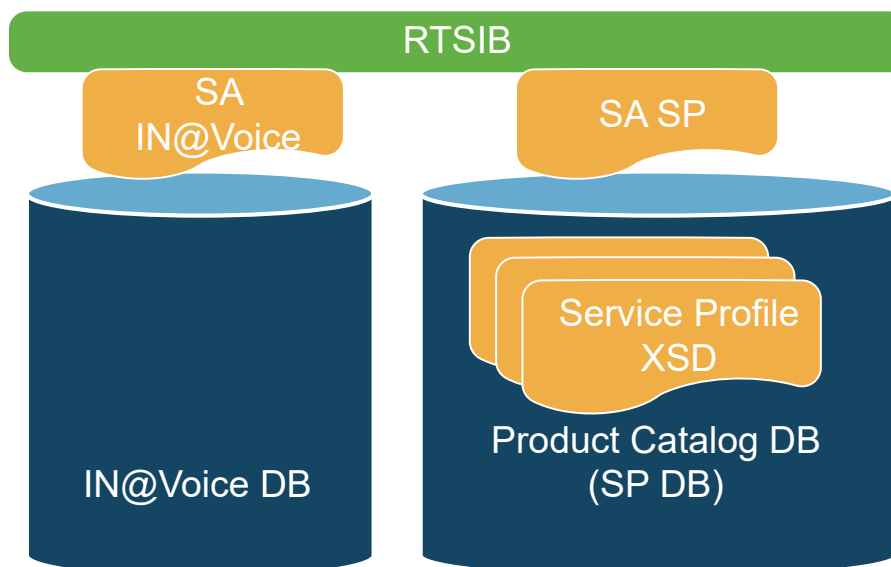 RTSIB
SA
IN@Voice
SA SP
Service Profile
XSD
IN@Voice DB
Product Catalog DB
(SP DB)